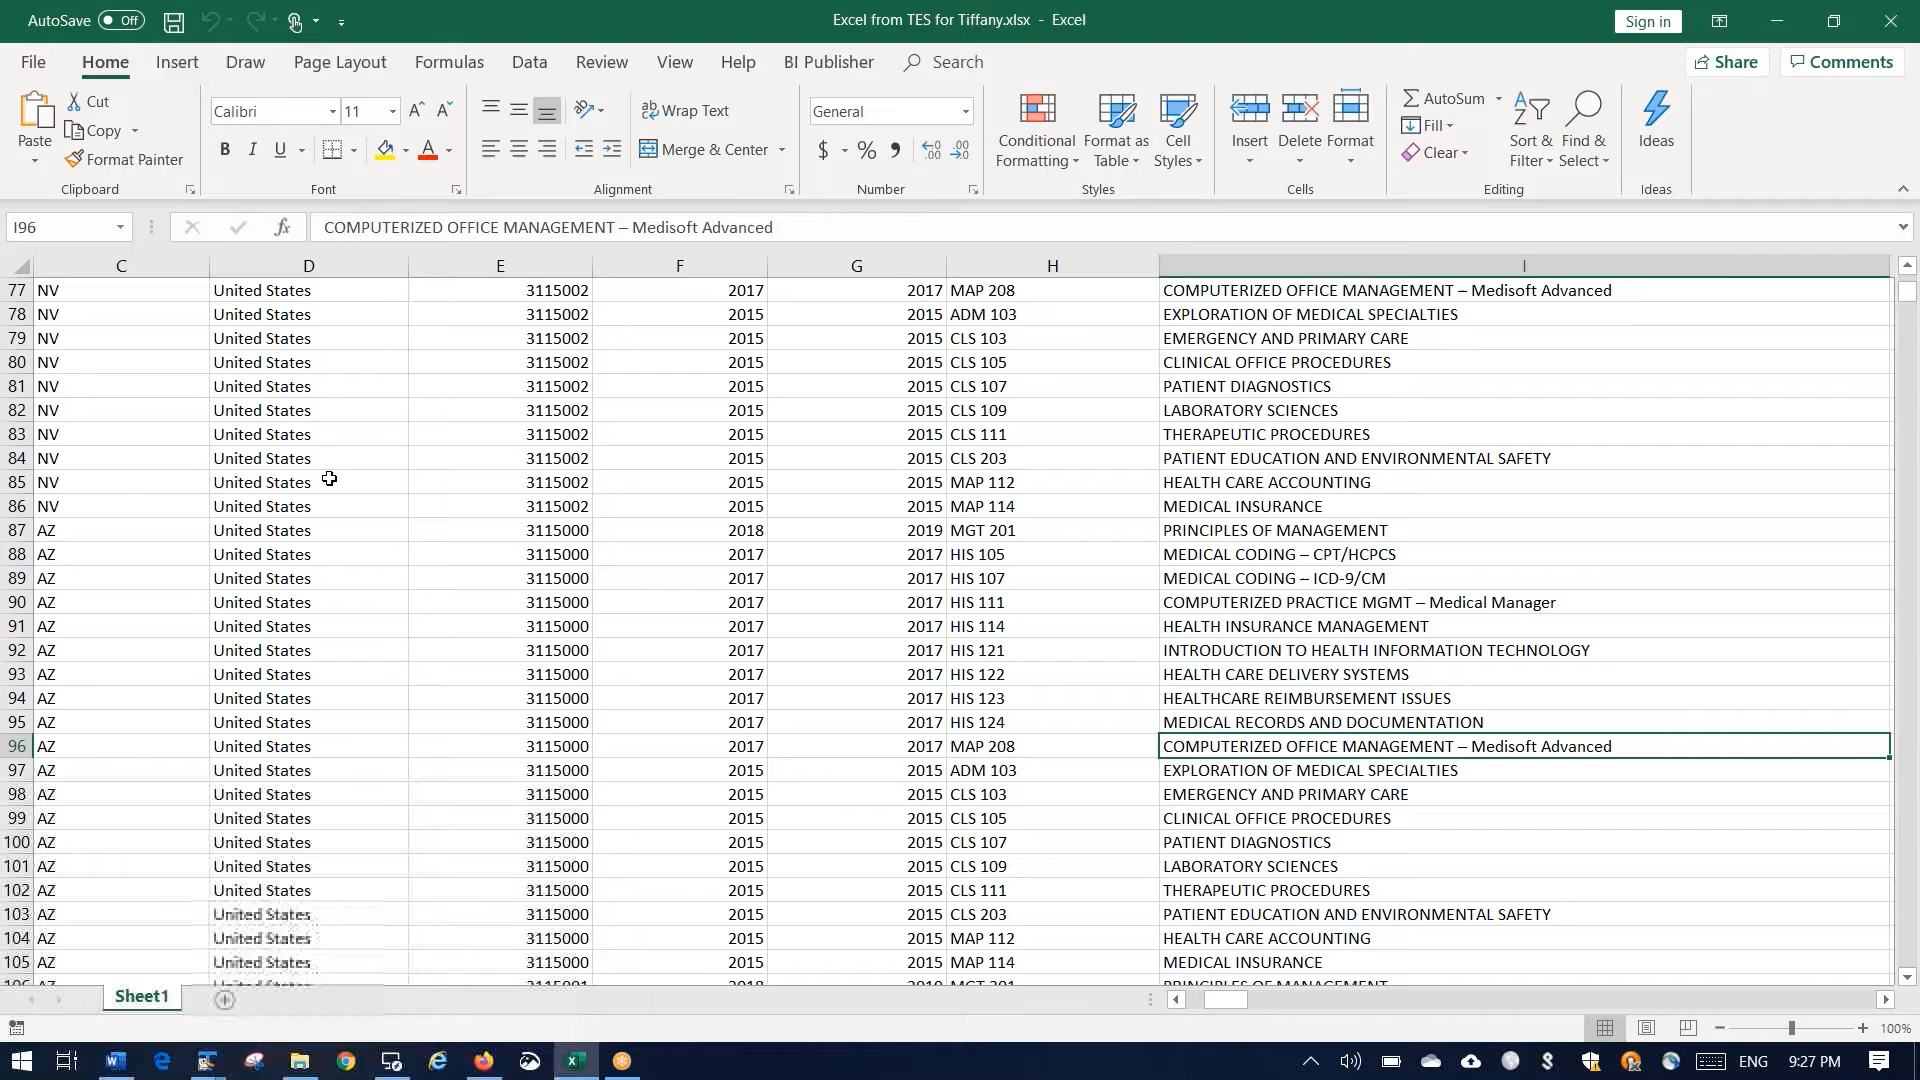 AutoSave Off Excel from TES for Tiffany.xlsx - Excel Sign in
File Home Insert Draw Page Layout Formulas Data Review View Help BI Publisher Search Share Comments
Paste Cut Copy Format Painter Clipboard
Calibri 11 A A B I U A Font
Wrap Text Merge & Center Alignment
General $ % Number
Conditional Formatting Format as Table Cell Styles Styles
Insert Delete Format Cells
AutoSum Fill Clear Sort & Filter Find & Select Editing
Ideas Ideas
I96 fx COMPUTERIZED OFFICE MANAGEMENT – Medisoft Advanced
C D E F G H I
77 NV United States 3115002 2017 2017 MAP 208 COMPUTERIZED OFFICE MANAGEMENT – Medisoft Advanced
78 NV United States 3115002 2015 2015 ADM 103 EXPLORATION OF MEDICAL SPECIALTIES
79 NV United States 3115002 2015 2015 CLS 103 EMERGENCY AND PRIMARY CARE
80 NV United States 3115002 2015 2015 CLS 105 CLINICAL OFFICE PROCEDURES
81 NV United States 3115002 2015 2015 CLS 107 PATIENT DIAGNOSTICS
82 NV United States 3115002 2015 2015 CLS 109 LABORATORY SCIENCES
83 NV United States 3115002 2015 2015 CLS 111 THERAPEUTIC PROCEDURES
84 NV United States 3115002 2015 2015 CLS 203 PATIENT EDUCATION AND ENVIRONMENTAL SAFETY
85 NV United States 3115002 2015 2015 MAP 112 HEALTH CARE ACCOUNTING
86 NV United States 3115002 2015 2015 MAP 114 MEDICAL INSURANCE
87 AZ United States 3115000 2018 2019 MGT 201 PRINCIPLES OF MANAGEMENT
88 AZ United States 3115000 2017 2017 HIS 105 MEDICAL CODING – CPT/HCPCS
89 AZ United States 3115000 2017 2017 HIS 107 MEDICAL CODING – ICD-9/CM
90 AZ United States 3115000 2017 2017 HIS 111 COMPUTERIZED PRACTICE MGMT – Medical Manager
91 AZ United States 3115000 2017 2017 HIS 114 HEALTH INSURANCE MANAGEMENT
92 AZ United States 3115000 2017 2017 HIS 121 INTRODUCTION TO HEALTH INFORMATION TECHNOLOGY
93 AZ United States 3115000 2017 2017 HIS 122 HEALTH CARE DELIVERY SYSTEMS
94 AZ United States 3115000 2017 2017 HIS 123 HEALTHCARE REIMBURSEMENT ISSUES
95 AZ United States 3115000 2017 2017 HIS 124 MEDICAL RECORDS AND DOCUMENTATION
96 AZ United States 3115000 2017 2017 MAP 208 COMPUTERIZED OFFICE MANAGEMENT – Medisoft Advanced
97 AZ United States 3115000 2015 2015 ADM 103 EXPLORATION OF MEDICAL SPECIALTIES
98 AZ United States 3115000 2015 2015 CLS 103 EMERGENCY AND PRIMARY CARE
99 AZ United States 3115000 2015 2015 CLS 105 CLINICAL OFFICE PROCEDURES
100 AZ United States 3115000 2015 2015 CLS 107 PATIENT DIAGNOSTICS
101 AZ United States 3115000 2015 2015 CLS 109 LABORATORY SCIENCES
102 AZ United States 3115000 2015 2015 CLS 111 THERAPEUTIC PROCEDURES
103 AZ United States 3115000 2015 2015 CLS 203 PATIENT EDUCATION AND ENVIRONMENTAL SAFETY
104 AZ United States 3115000 2015 2015 MAP 112 HEALTH CARE ACCOUNTING
105 AZ United States 3115000 2015 2015 MAP 114 MEDICAL INSURANCE
Sheet1
100%
ENG 9:27 PM